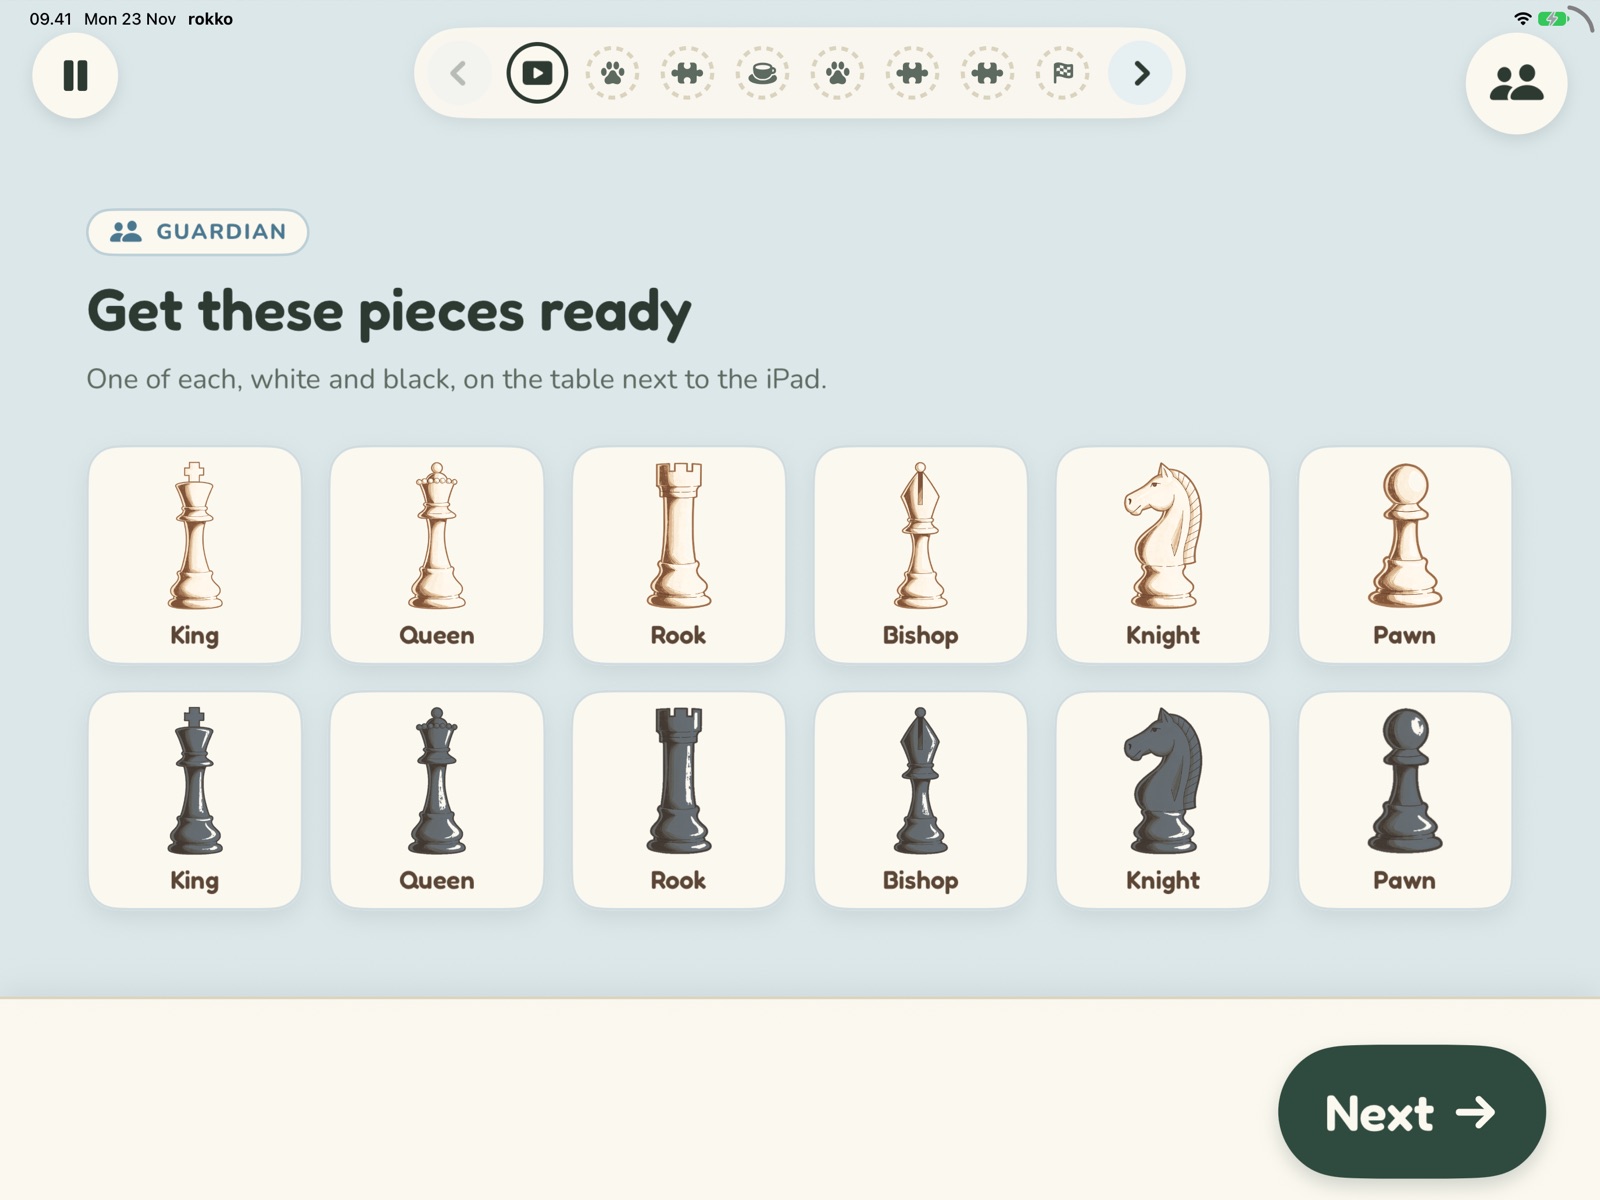 09.41 Mon 23 Nov rokko
GUARDIAN
Get these pieces ready
One of each, white and black, on the table next to the iPad.
King Queen Rook Bishop Knight Pawn
King Queen Rook Bishop Knight Pawn
Next